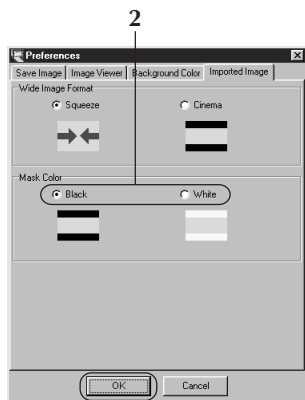 2
Preferences
Save Image Image Viewer Background Color Imported Image
Wide Image Format
Squeeze Cinema
Mask Color
Black White
OK Cancel